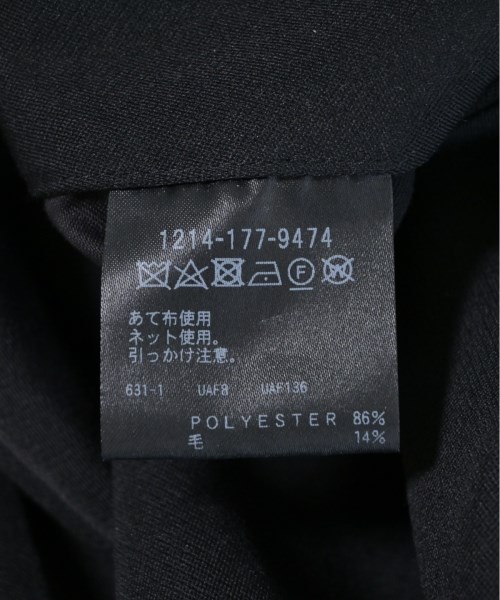 1214-177-9474
F W
あて布使用
ネット使用。
引っかけ注意。
631-1 UAF8 UAF136
POLYESTER 86%
毛 14%